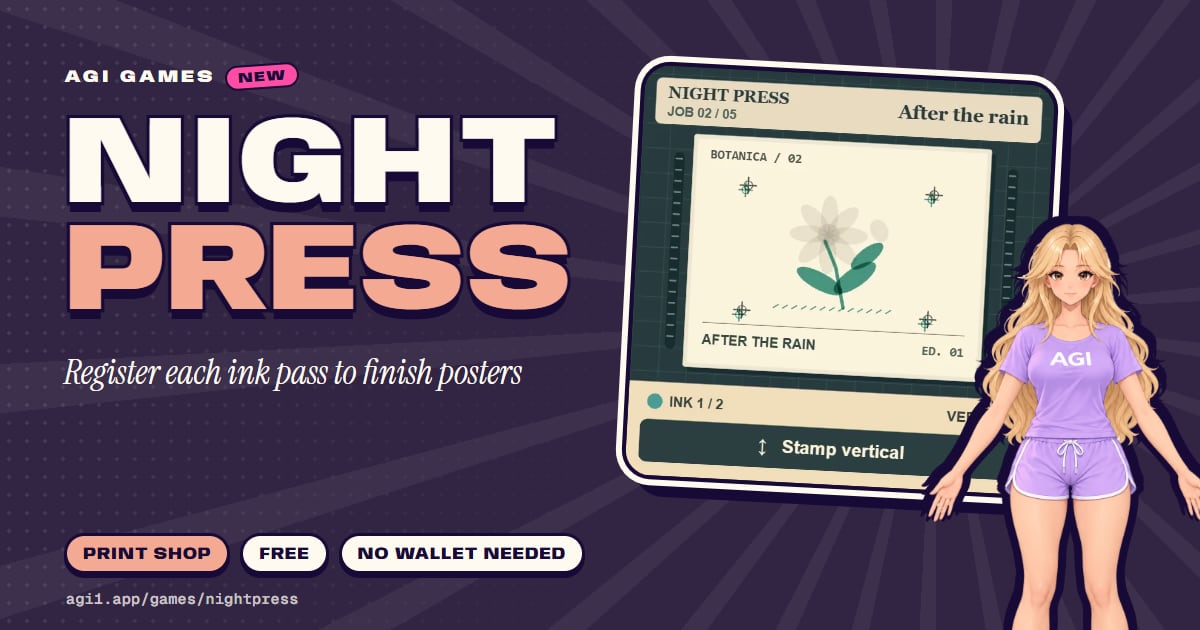 AGI GAMES NEW
NIGHT
PRESS
Register each ink pass to finish posters
PRINT SHOP FREE NO WALLET NEEDED
agi1.app/games/nightpress
NIGHT PRESS
JOB 02 / 05
After the rain
BOTANICA / 02
AFTER THE RAIN
ED. 01
INK 1 / 2
↕ Stamp vertical
AGI